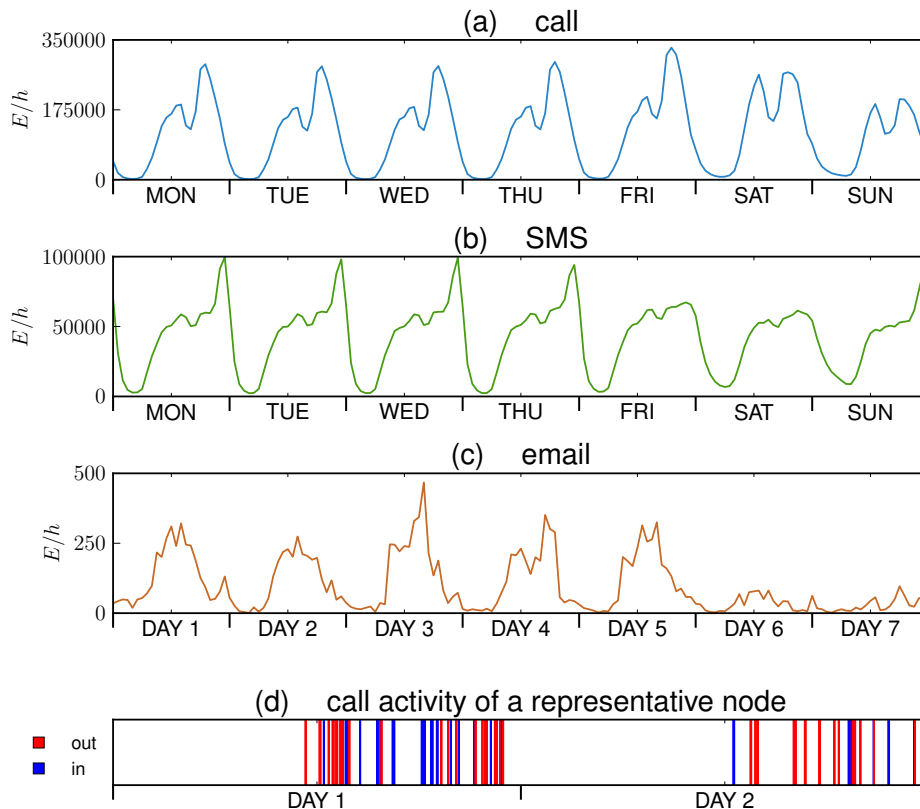 (a) call
350000
175000
0
E/h
MON TUE WED THU FRI SAT SUN
(b) SMS
100000
50000
0
E/h
MON TUE WED THU FRI SAT SUN
(c) email
500
250
0
E/h
DAY 1 DAY 2 DAY 3 DAY 4 DAY 5 DAY 6 DAY 7
(d) call activity of a representative node
out
in
DAY 1 DAY 2